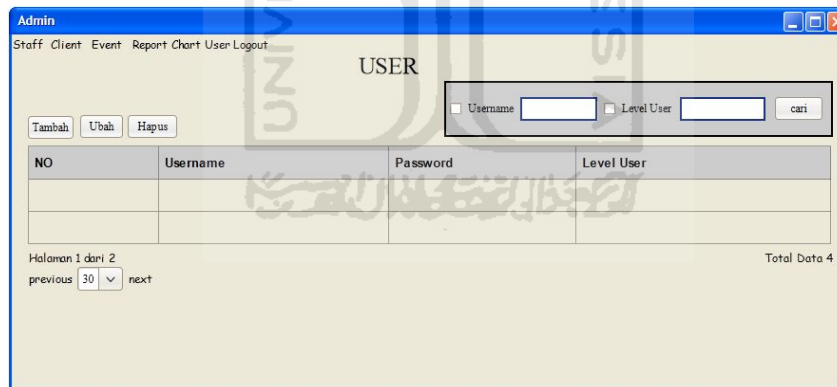 Admin
Staff Client Event Report Chart User Logout
USER
Username Level User cari
Tambah Ubah Hapus
NO Username Password Level User
Halaman 1 dari 2 Total Data 4
previous 30 next